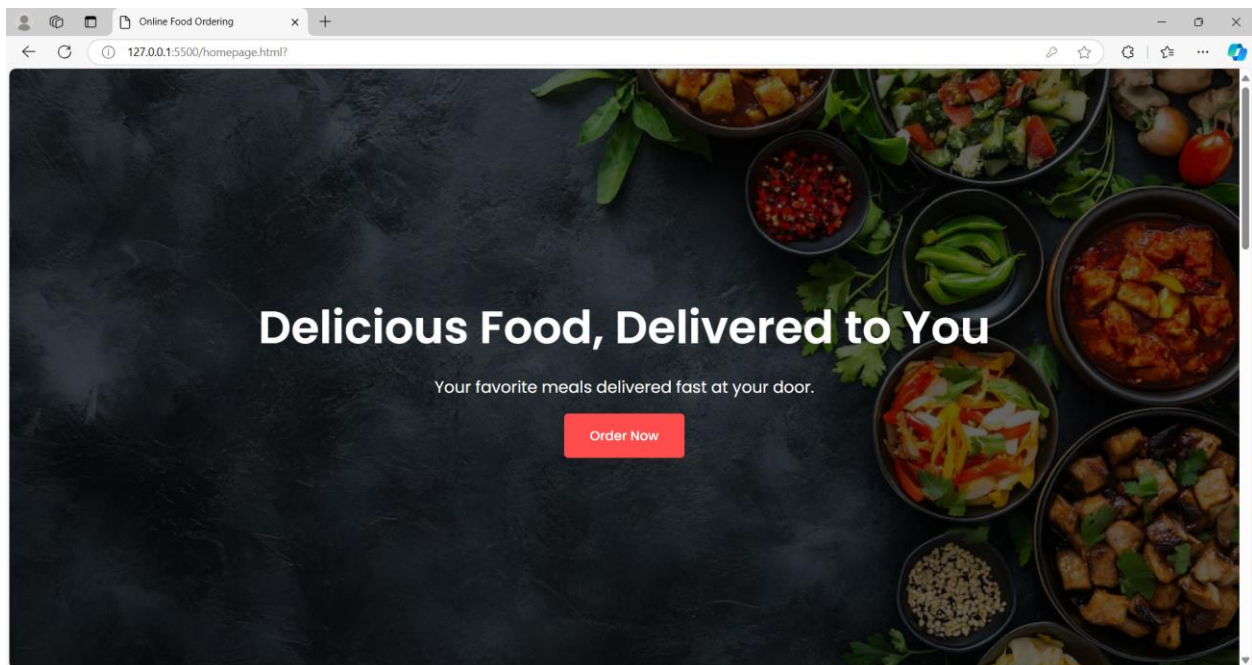 Online Food Ordering
127.0.0.1:5500/homepage.html?
Delicious Food, Delivered to You
Your favorite meals delivered fast at your door.
Order Now